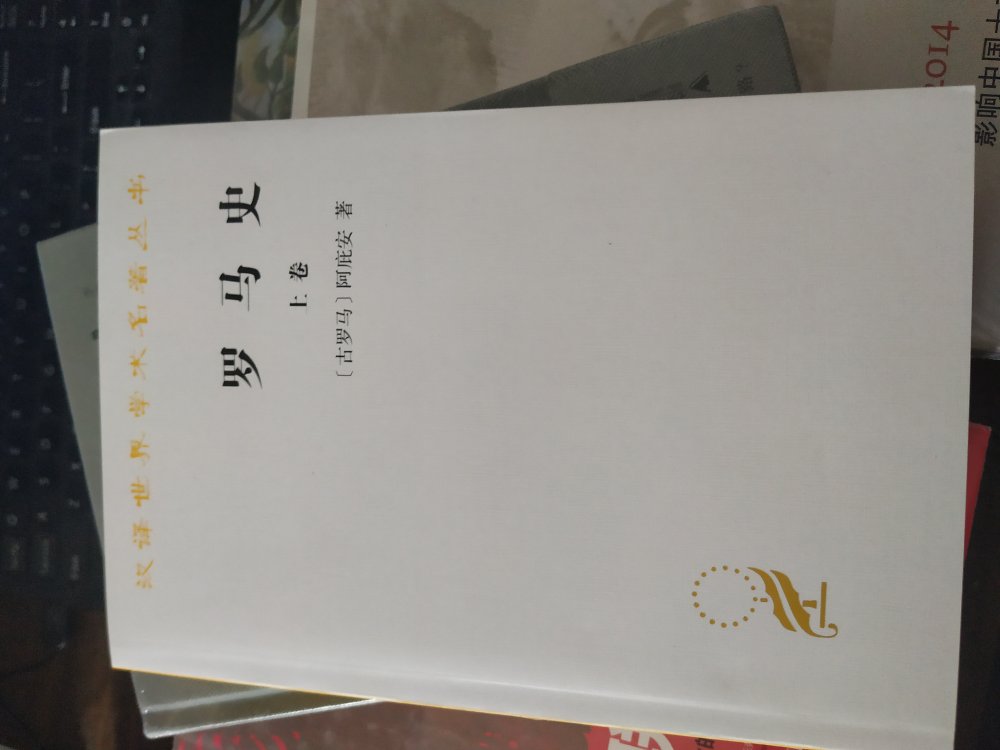 汉译世界学术名著丛书
罗马史
上卷
〔古罗马〕阿庇安 著
2014
影响中国十